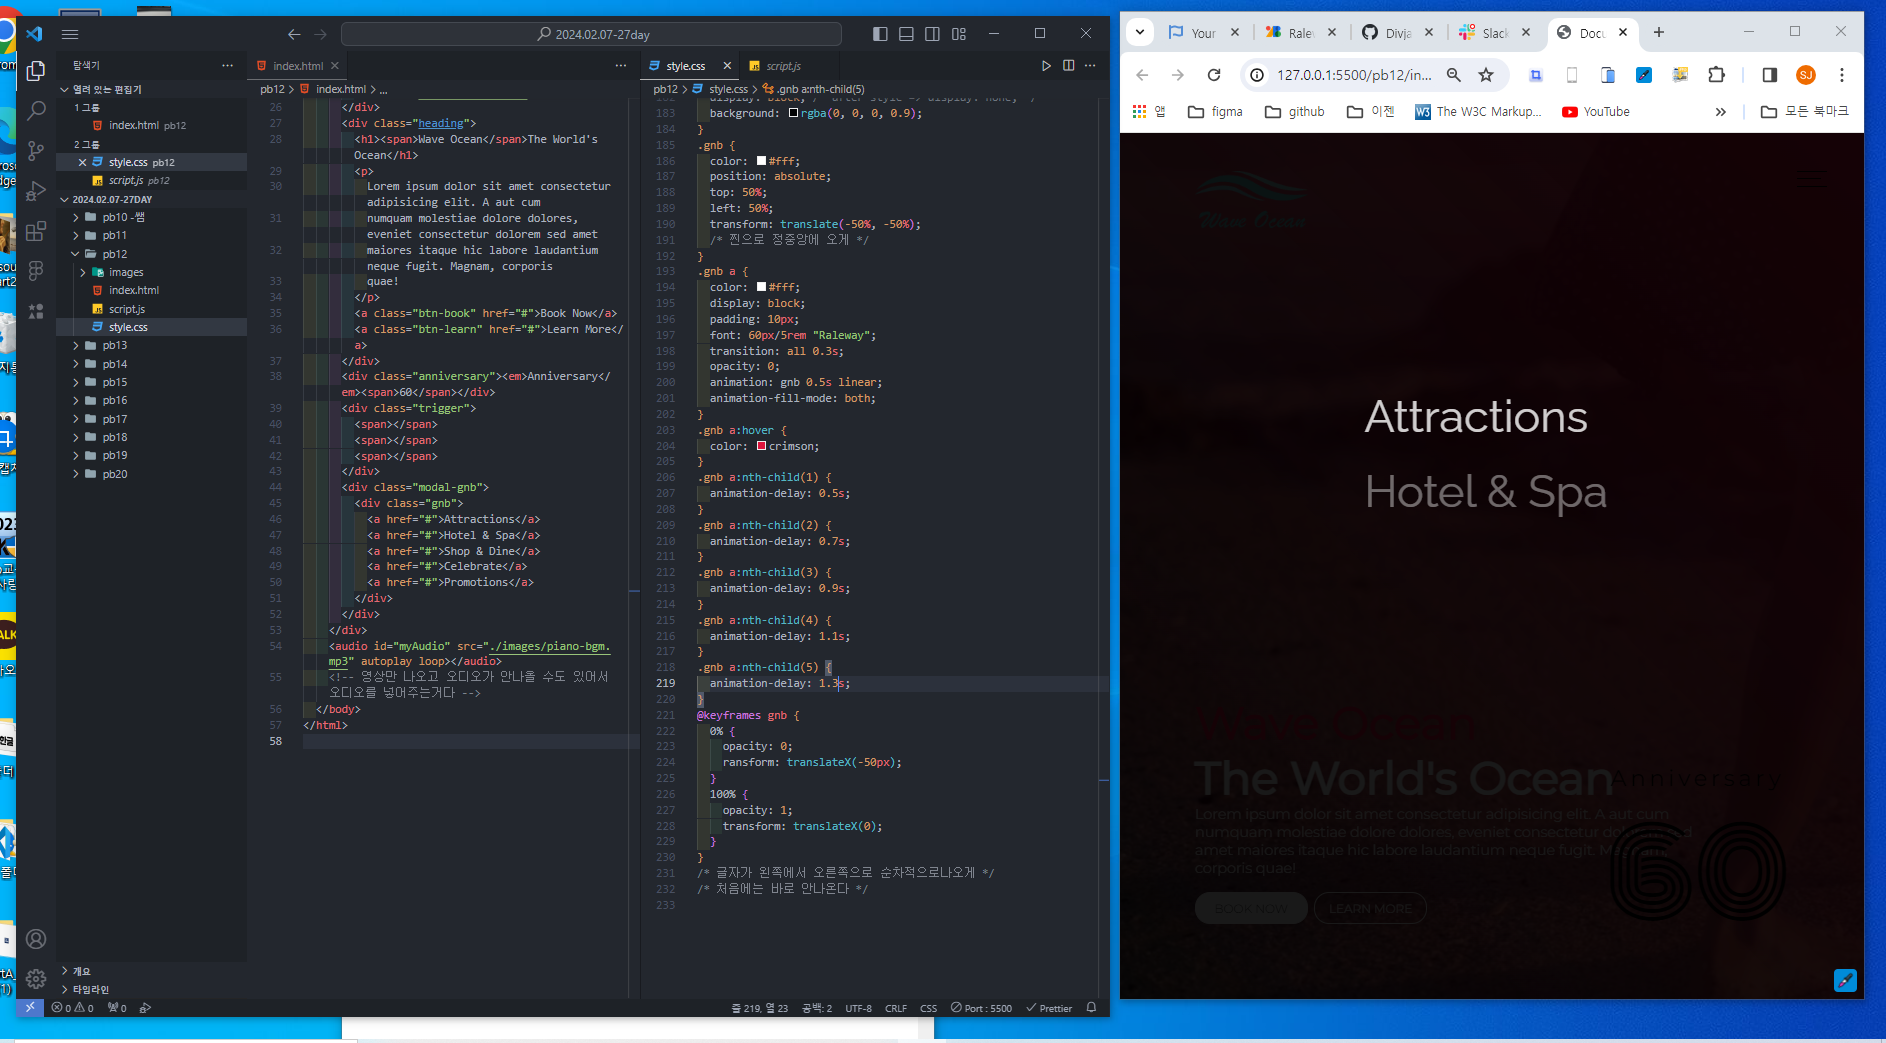 2024.02.07-27day
탐색기
열려 있는 편집기
1 그룹
index.html pb12
2 그룹
style.css pb12
script.js pb12
2024.02.07-27DAY
pb10 -쌤
pb11
pb12
images
index.html
script.js
style.css
pb13
pb14
pb15
pb16
pb17
pb18
pb19
pb20
개요
타임라인
index.html
pb12 > index.html > ...
26 </div>
27 <div class="heading">
28 <h1><span>Wave Ocean</span>The World's
Ocean</h1>
29 <p>
30 Lorem ipsum dolor sit amet consectetur
adipisicing elit. A aut cum
31 numquam molestiae dolore dolores,
eveniet consectetur dolorem sed amet
32 maiores itaque hic labore laudantium
neque fugit. Magnam, corporis
33 quae!
34 </p>
35 <a class="btn-book" href="#">Book Now</a>
36 <a class="btn-learn" href="#">Learn More</
a>
37 </div>
38 <div class="anniversary"><em>Anniversary</
em><span>60</span></div>
39 <div class="trigger">
40 <span></span>
41 <span></span>
42 <span></span>
43 </div>
44 <div class="modal-gnb">
45 <div class="gnb">
46 <a href="#">Attractions</a>
47 <a href="#">Hotel & Spa</a>
48 <a href="#">Shop & Dine</a>
49 <a href="#">Celebrate</a>
50 <a href="#">Promotions</a>
51 </div>
52 </div>
53 </div>
54 <audio id="myAudio" src="./images/piano-bgm.
mp3" autoplay loop></audio>
55 <!-- 영상만 나오고 오디오가 안나올 수도 있어서
오디오를 넣어주는거다 -->
56 </body>
57 </html>
58
style.css
script.js
pb12 > style.css > .gnb a:nth-child(5)
183 background: rgba(0, 0, 0, 0.9);
184 }
185 .gnb {
186 color: #fff;
187 position: absolute;
188 top: 50%;
189 left: 50%;
190 transform: translate(-50%, -50%);
191 /* 찐으로 정중앙에 오게 */
192 }
193 .gnb a {
194 color: #fff;
195 display: block;
196 padding: 10px;
197 font: 60px/5rem "Raleway";
198 transition: all 0.3s;
199 opacity: 0;
200 animation: gnb 0.5s linear;
201 animation-fill-mode: both;
202 }
203 .gnb a:hover {
204 color: crimson;
205 }
206 .gnb a:nth-child(1) {
207 animation-delay: 0.5s;
208 }
209 .gnb a:nth-child(2) {
210 animation-delay: 0.7s;
211 }
212 .gnb a:nth-child(3) {
213 animation-delay: 0.9s;
214 }
215 .gnb a:nth-child(4) {
216 animation-delay: 1.1s;
217 }
218 .gnb a:nth-child(5) {
219 animation-delay: 1.3s;
220 }
221 @keyframes gnb {
222 0% {
223 opacity: 0;
224 ransform: translateX(-50px);
225 }
226 100% {
227 opacity: 1;
228 transform: translateX(0);
229 }
230 }
231 /* 글자가 왼쪽에서 오른쪽으로 순차적으로나오게 */
232 /* 처음에는 바로 안나온다 */
233
0 0 0
줄 219, 열 23 공백: 2 UTF-8 CRLF CSS Port : 5500 Prettier
Your
Ralew
Divja
Slack
Docu
127.0.0.1:5500/pb12/in...
SJ
앱 figma github 이젠 The W3C Markup... YouTube » 모든 북마크
Wave Ocean
Attractions
Hotel & Spa
Wave Ocean
The World's Ocean
Anniversary
Lorem ipsum dolor sit amet consectetur adipisicing elit. A aut cum
numquam molestiae dolore dolores, eveniet consectetur dolorem sed
amet maiores itaque hic labore laudantium neque fugit. Magnam,
corporis quae!
60
BOOK NOW
LEARN MORE